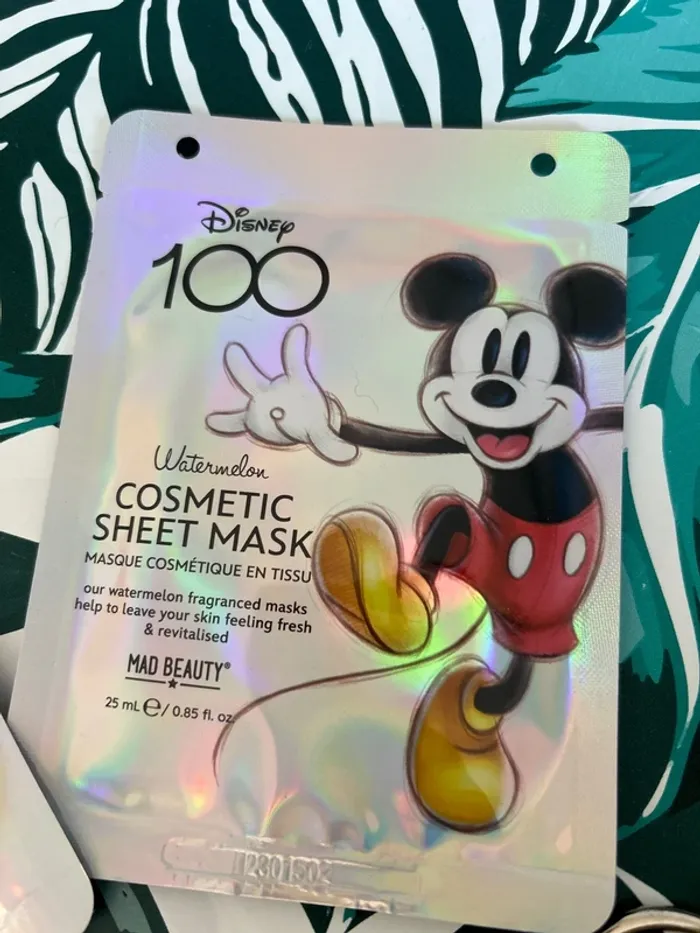 Disney
100
Watermelon
COSMETIC
SHEET MASK
MASQUE COSMÉTIQUE EN TISSU
our watermelon fragranced masks
help to leave your skin feeling fresh
& revitalised
MAD BEAUTY®
25 mL ℮/ 0.85 fl. oz